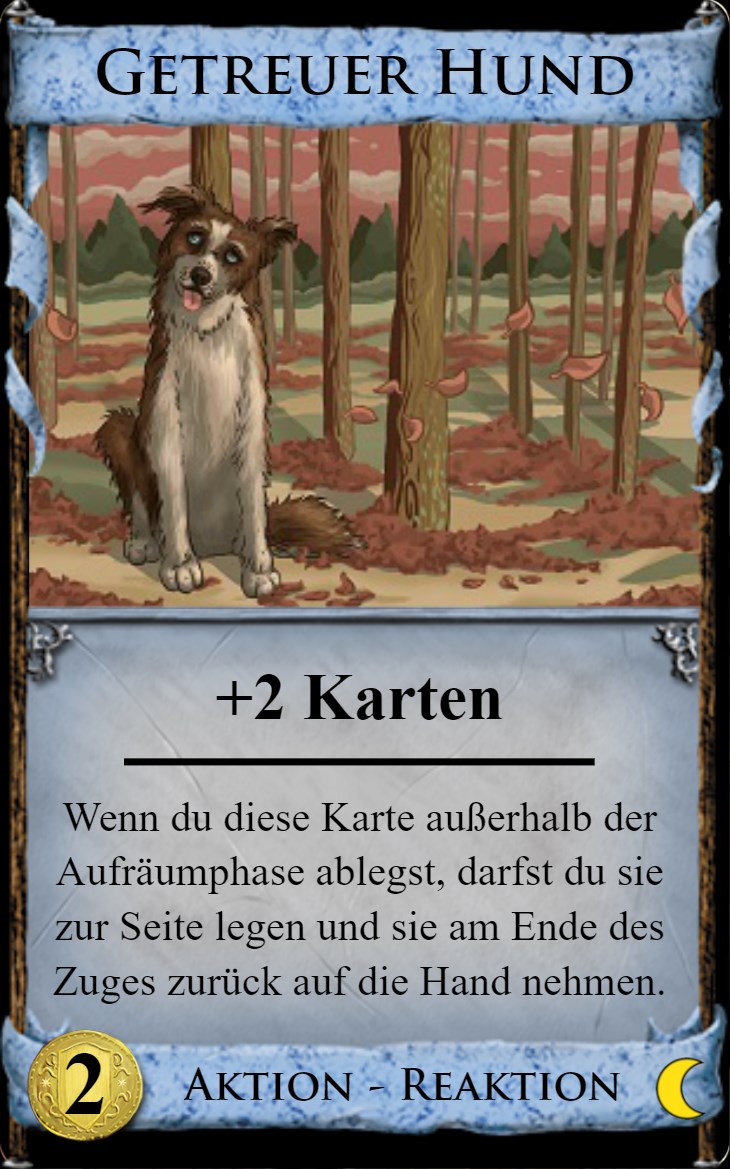 Getreuer Hund
+2 Karten
Wenn du diese Karte außerhalb der
Aufräumphase ablegst, darfst du sie
zur Seite legen und sie am Ende des
Zuges zurück auf die Hand nehmen.
2 Aktion - Reaktion